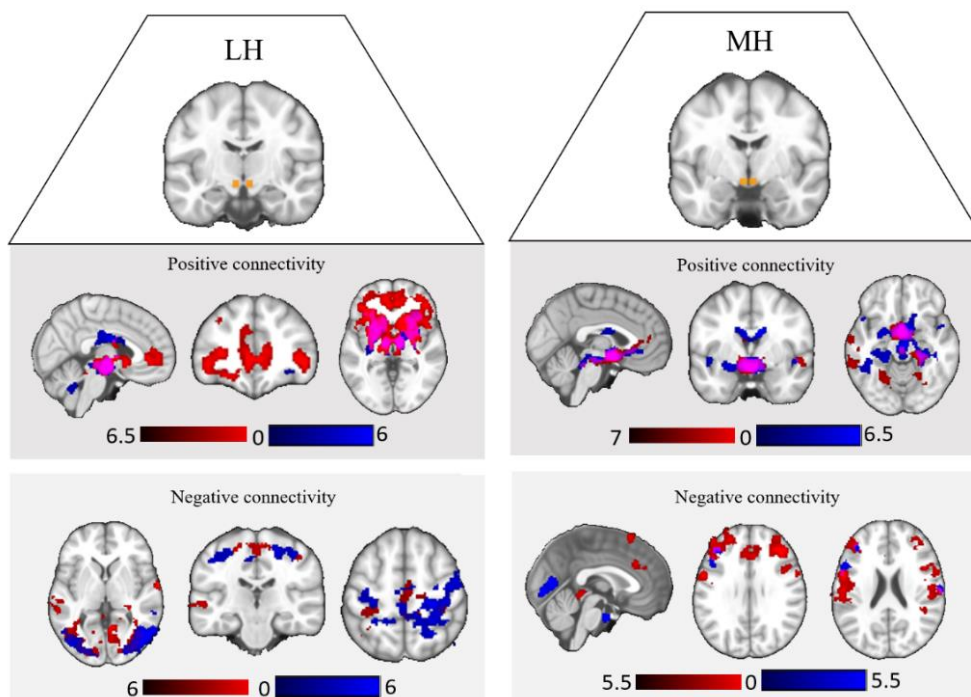 LH
Positive connectivity
6.5 0 6
Negative connectivity
6 0 6
MH
Positive connectivity
7 0 6.5
Negative connectivity
5.5 0 5.5